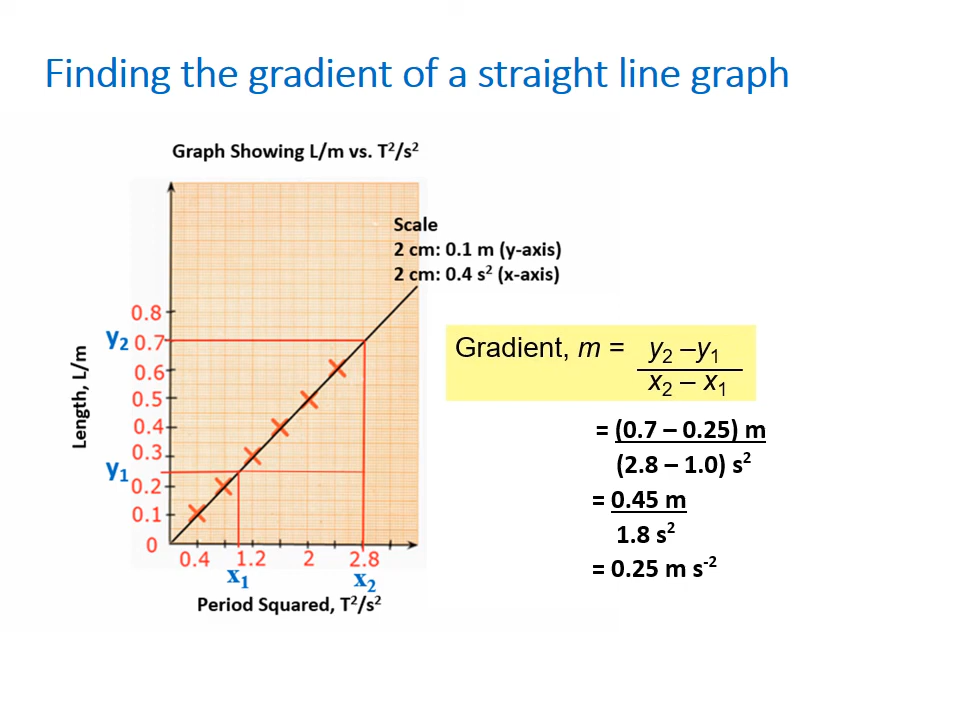 Finding the gradient of a straight line graph
Graph Showing L/m vs. T²/s²
Scale
2 cm: 0.1 m (y-axis)
2 cm: 0.4 s² (x-axis)
0.8
y₂ 0.7
0.6
0.5
0.4
0.3
y₁
0.2
0.1
0
Length, L/m
0.4 1.2 2 2.8
x₁ x₂
Period Squared, T²/s²
Gradient, m = y₂ –y₁
x₂ – x₁
= (0.7 – 0.25) m
(2.8 – 1.0) s²
= 0.45 m
1.8 s²
= 0.25 m s⁻²